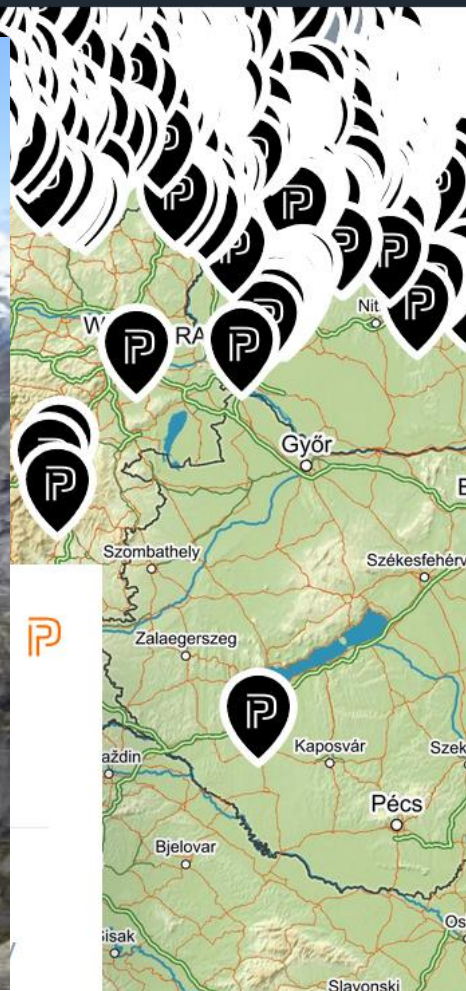 Nit
W
RA
Győr
Szombathely
Székesfehérv
Zalaegerszeg
Kaposvár
Szek
aždin
Pécs
Bjelovar
Os
Sisak
Slavonski